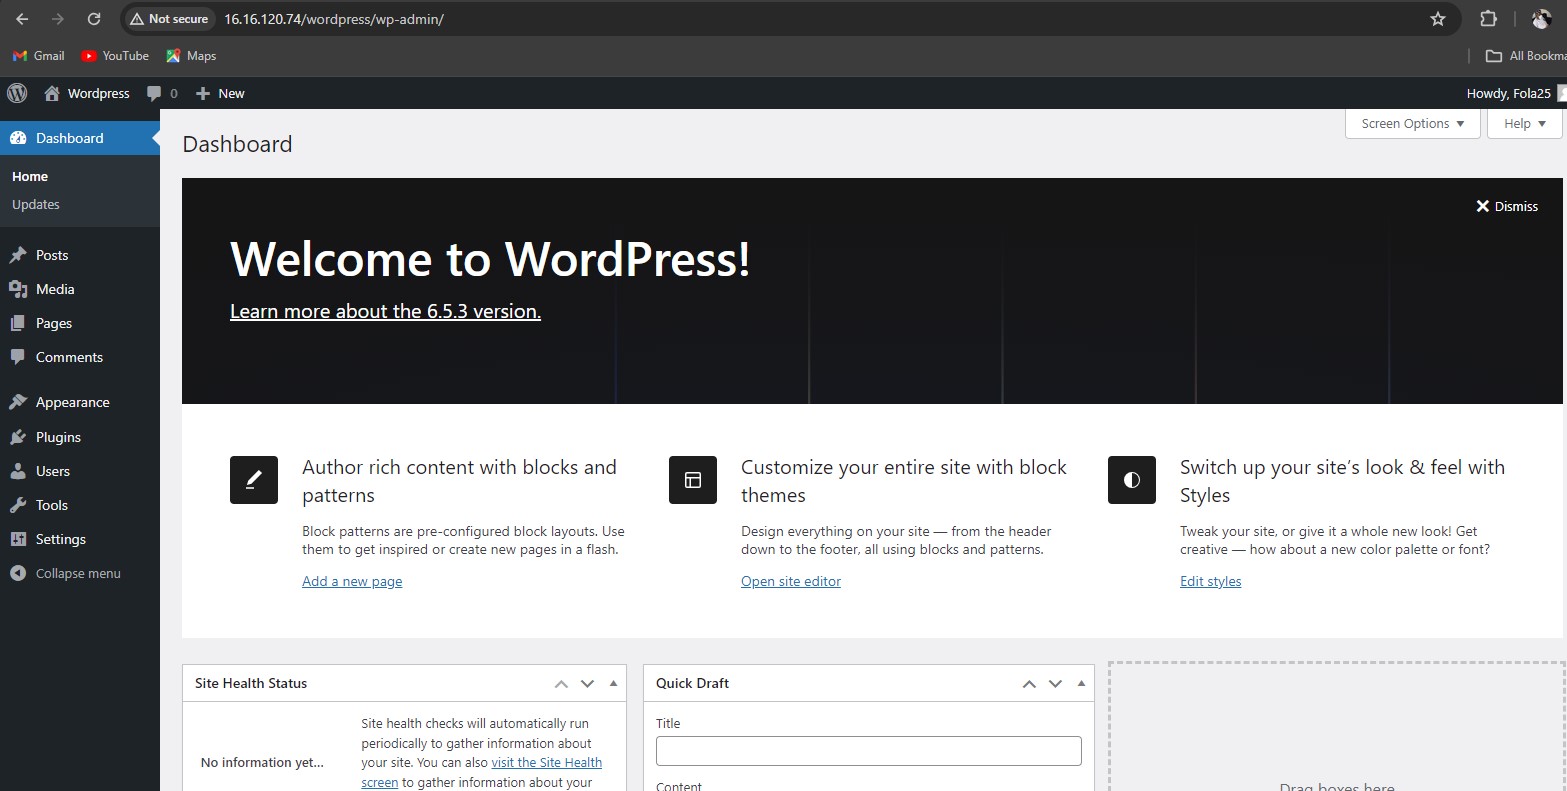 Not secure 16.16.120.74/wordpress/wp-admin/
Gmail YouTube Maps All Bookma
Wordpress 0 New Howdy, Fola25
Dashboard
Home
Updates
Posts
Media
Pages
Comments
Appearance
Plugins
Users
Tools
Settings
Collapse menu
Screen Options Help
Dashboard
Dismiss
Welcome to WordPress!
Learn more about the 6.5.3 version.
Author rich content with blocks and
patterns
Block patterns are pre-configured block layouts. Use
them to get inspired or create new pages in a flash.
Add a new page
Customize your entire site with block
themes
Design everything on your site — from the header
down to the footer, all using blocks and patterns.
Open site editor
Switch up your site’s look & feel with
Styles
Tweak your site, or give it a whole new look! Get
creative — how about a new color palette or font?
Edit styles
Site Health Status
No information yet...
Site health checks will automatically run
periodically to gather information about
your site. You can also visit the Site Health
screen to gather information about your
Quick Draft
Title
Content
Drag boxes here